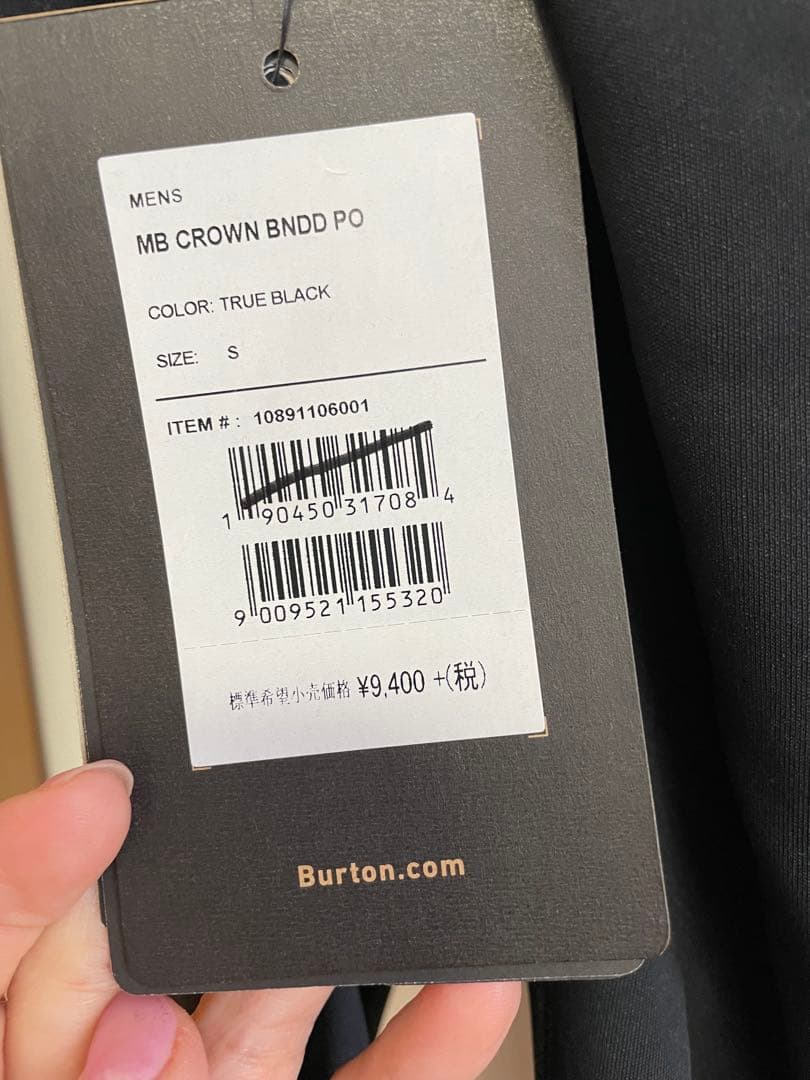 MENS
MB CROWN BNDD PO
COLOR: TRUE BLACK
SIZE: S
ITEM # : 10891106001
1 90450 31708 4
9 009521 155320
標準希望小売価格 ¥9,400 +(税)
Burton.com